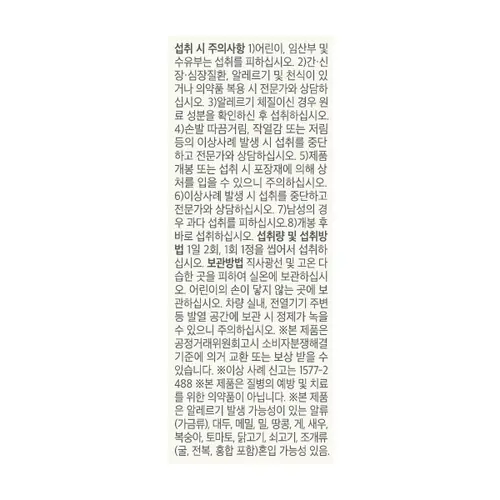 섭취 시 주의사항 1)어린이, 임산부 및
수유부는 섭취를 피하십시오. 2)간·신
장·심장질환, 알레르기 및 천식이 있
거나 의약품 복용 시 전문가와 상담하
십시오. 3)알레르기 체질이신 경우 원
료 성분을 확인하신 후 섭취하십시오.
4)손발 따끔거림, 작열감 또는 저림
등의 이상사례 발생 시 섭취를 중단
하고 전문가와 상담하십시오. 5)제품
개봉 또는 섭취 시 포장재에 의해 상
처를 입을 수 있으니 주의하십시오.
6)이상사례 발생 시 섭취를 중단하고
전문가와 상담하십시오. 7)남성의 경
우 과다 섭취를 피하십시오.8)개봉 후
바로 섭취하십시오. 섭취량 및 섭취방
법 1일 2회, 1회 1정을 씹어서 섭취하
십시오. 보관방법 직사광선 및 고온 다
습한 곳을 피하여 실온에 보관하십시
오. 어린이의 손이 닿지 않는 곳에 보
관하십시오. 차량 실내, 전열기기 주변
등 발열 공간에 보관 시 정제가 녹을
수 있으니 주의하십시오. ※본 제품은
공정거래위원회고시 소비자분쟁해결
기준에 의거 교환 또는 보상 받을 수
있습니다. ※이상 사례 신고는 1577-2
488 ※본 제품은 질병의 예방 및 치료
를 위한 의약품이 아닙니다. ※본 제품
은 알레르기 발생 가능성이 있는 알류
(가금류), 대두, 메밀, 밀, 땅콩, 게, 새우,
복숭아, 토마토, 닭고기, 쇠고기, 조개류
(굴, 전복, 홍합 포함)혼입 가능성 있음.